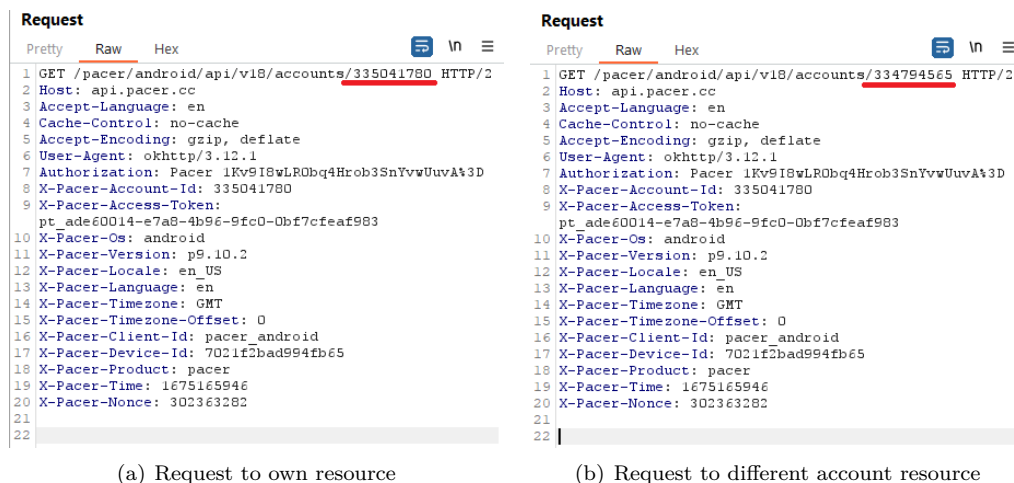 Request
Pretty Raw Hex \n
1 GET /pacer/android/api/v18/accounts/335041780 HTTP/2
2 Host: api.pacer.cc
3 Accept-Language: en
4 Cache-Control: no-cache
5 Accept-Encoding: gzip, deflate
6 User-Agent: okhttp/3.12.1
7 Authorization: Pacer 1Kv9I8wLR0bq4Hrob3SnYvwUuvA%3D
8 X-Pacer-Account-Id: 335041780
9 X-Pacer-Access-Token:
pt_ade60014-e7a8-4b96-9fc0-0bf7cfeaf983
10 X-Pacer-Os: android
11 X-Pacer-Version: p9.10.2
12 X-Pacer-Locale: en_US
13 X-Pacer-Language: en
14 X-Pacer-Timezone: GMT
15 X-Pacer-Timezone-Offset: 0
16 X-Pacer-Client-Id: pacer_android
17 X-Pacer-Device-Id: 7021f2bad994fb65
18 X-Pacer-Product: pacer
19 X-Pacer-Time: 1675165946
20 X-Pacer-Nonce: 302363282
21
22
(a) Request to own resource
Request
Pretty Raw Hex \n
1 GET /pacer/android/api/v18/accounts/334794565 HTTP/2
2 Host: api.pacer.cc
3 Accept-Language: en
4 Cache-Control: no-cache
5 Accept-Encoding: gzip, deflate
6 User-Agent: okhttp/3.12.1
7 Authorization: Pacer 1Kv9I8wLR0bq4Hrob3SnYvwUuvA%3D
8 X-Pacer-Account-Id: 335041780
9 X-Pacer-Access-Token:
pt_ade60014-e7a8-4b96-9fc0-0bf7cfeaf983
10 X-Pacer-Os: android
11 X-Pacer-Version: p9.10.2
12 X-Pacer-Locale: en_US
13 X-Pacer-Language: en
14 X-Pacer-Timezone: GMT
15 X-Pacer-Timezone-Offset: 0
16 X-Pacer-Client-Id: pacer_android
17 X-Pacer-Device-Id: 7021f2bad994fb65
18 X-Pacer-Product: pacer
19 X-Pacer-Time: 1675165946
20 X-Pacer-Nonce: 302363282
21
22
(b) Request to different account resource